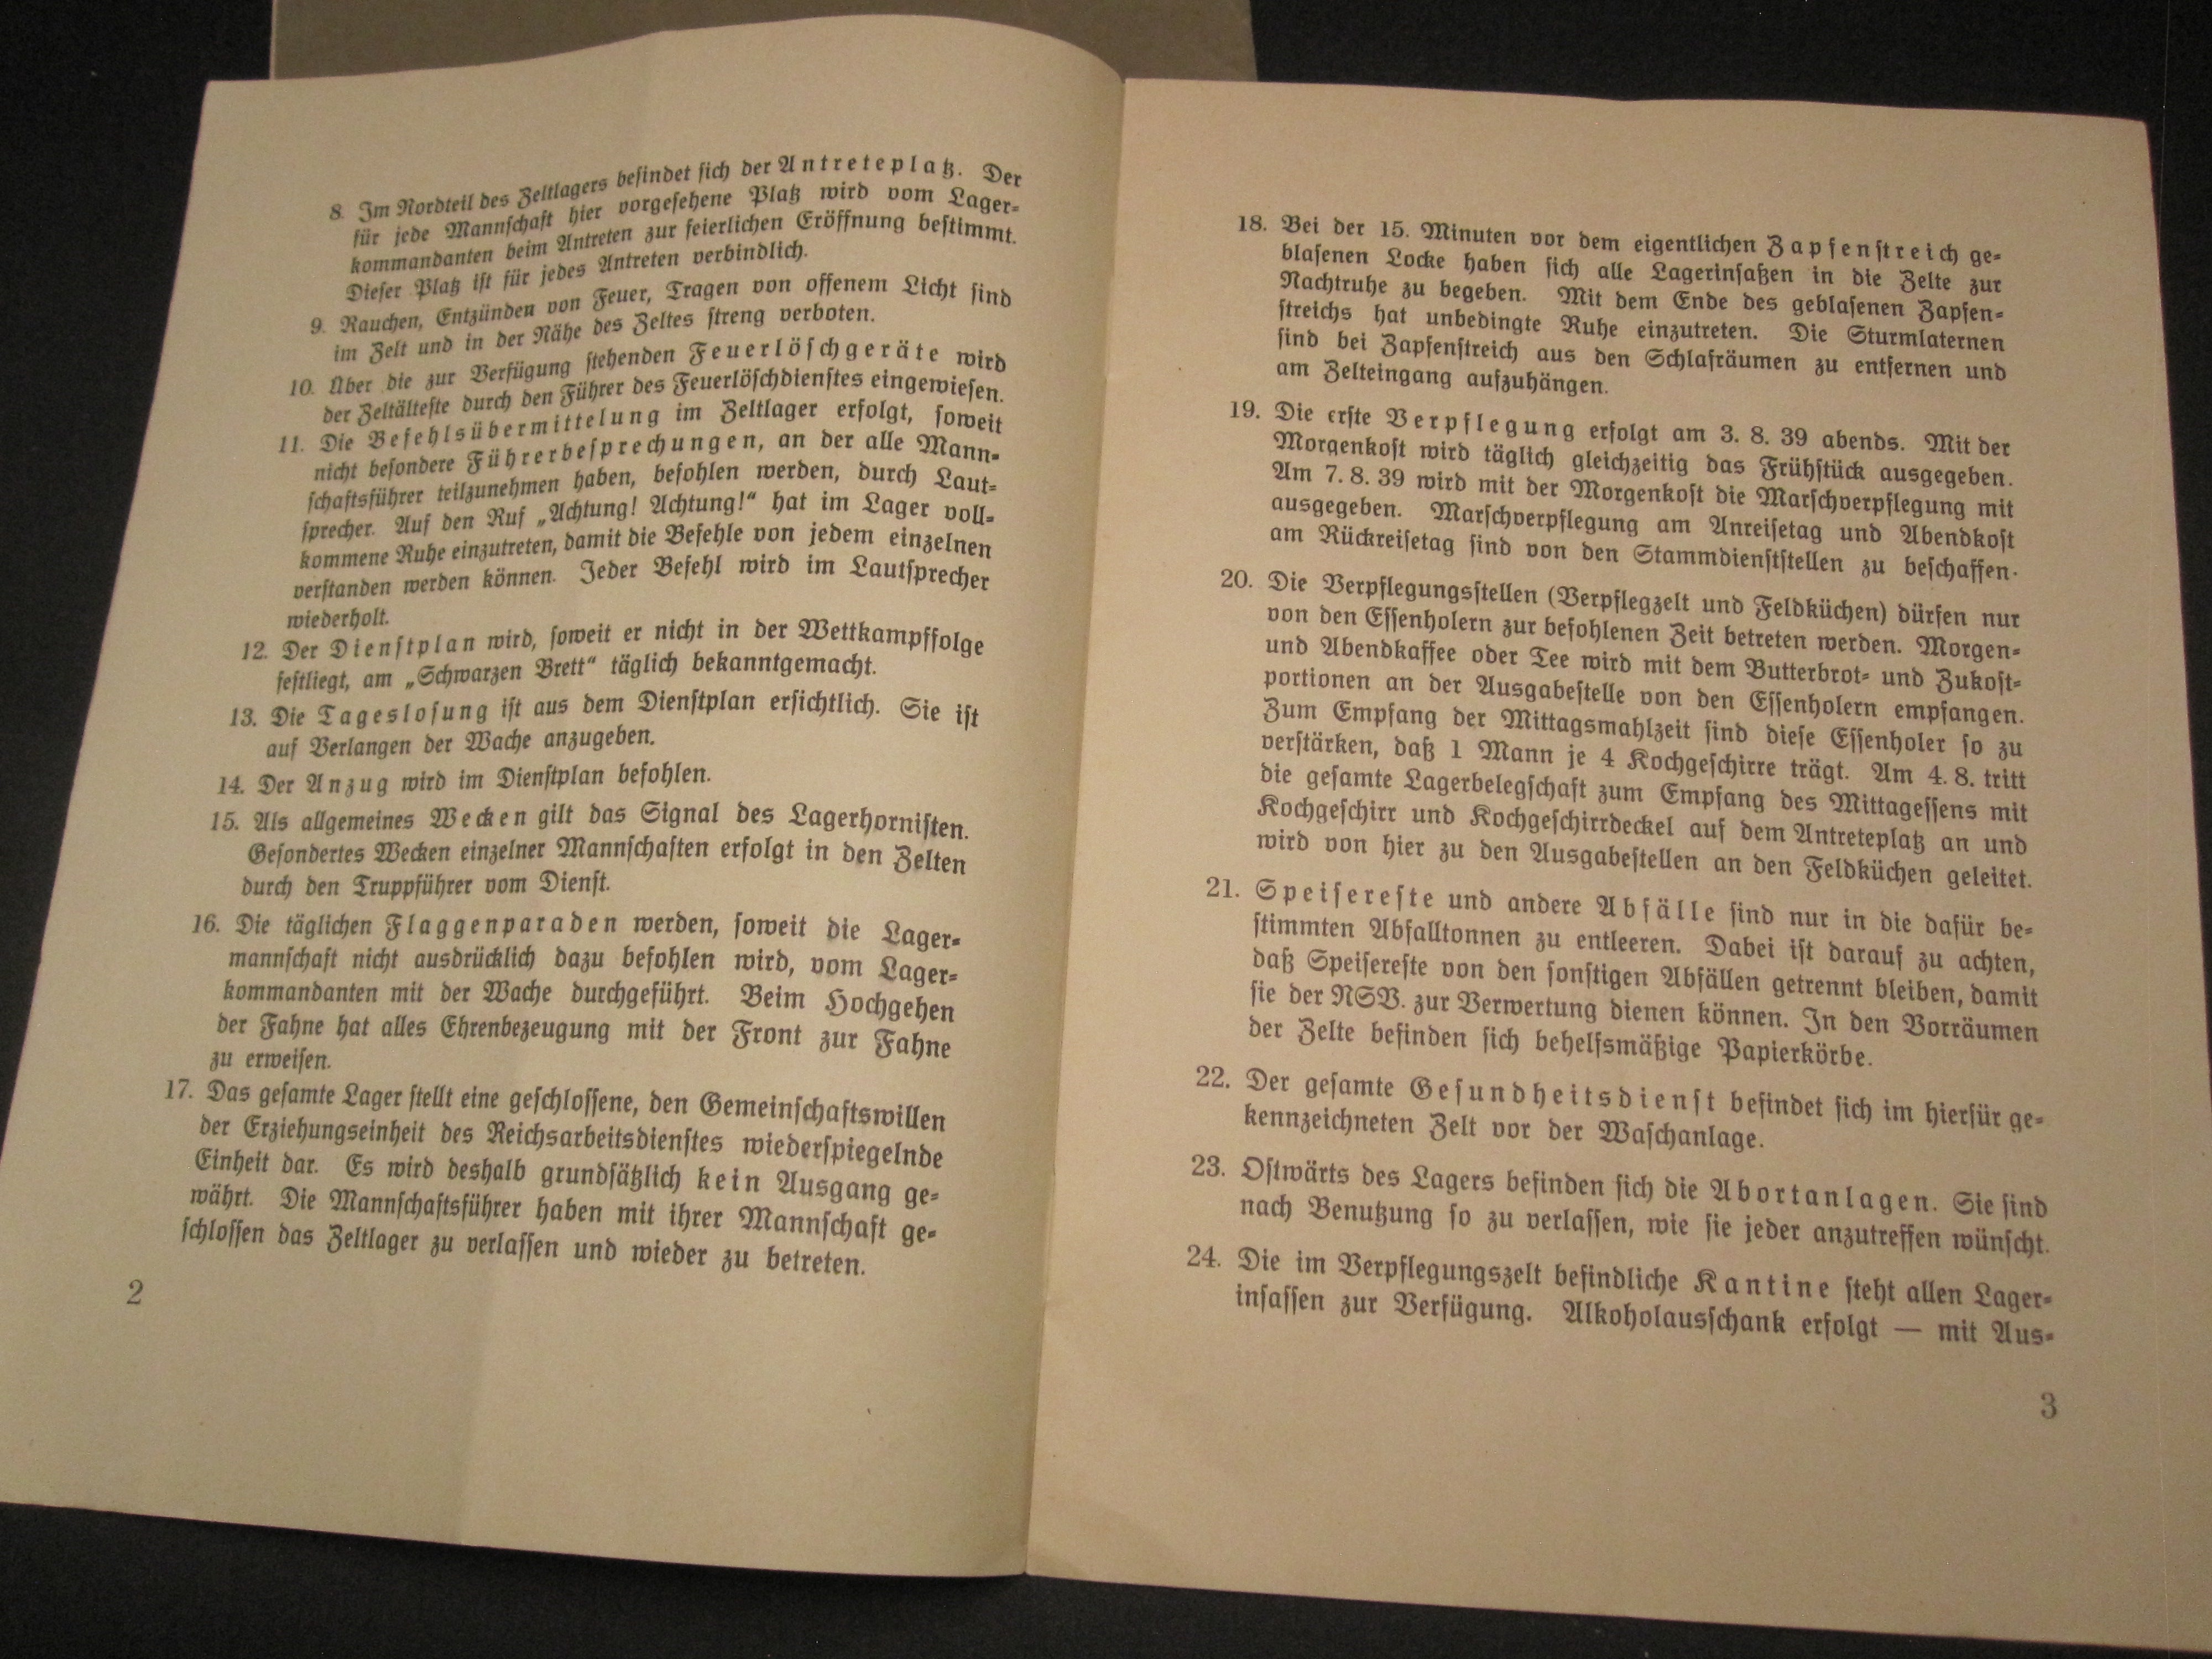 8. Im Nordteil des Zeltlagers befindet sich der Antreteplatz. Der
für jede Mannschaft hier vorgesehene Platz wird vom Lager-
kommandanten beim Antreten zur feierlichen Eröffnung bestimmt.
Dieser Platz ist für jedes Antreten verbindlich.
9. Rauchen, Entzünden von Feuer, Tragen von offenem Licht sind
im Zelt und in der Nähe des Zeltes streng verboten.
10. Über die zur Verfügung stehenden Feuerlöschgeräte wird
der Zeltälteste durch den Führer des Feuerlöschdienstes eingewiesen.
11. Die Befehlsübermittelung im Zeltlager erfolgt, soweit
nicht besondere Führerbesprechungen, an der alle Mann-
schaftsführer teilzunehmen haben, befohlen werden, durch Laut-
sprecher. Auf den Ruf „Achtung! Achtung!“ hat im Lager voll-
kommene Ruhe einzutreten, damit die Befehle von jedem einzelnen
verstanden werden können. Jeder Befehl wird im Lautsprecher
wiederholt.
12. Der Dienstplan wird, soweit er nicht in der Wettkampffolge
festliegt, am „Schwarzen Brett“ täglich bekanntgemacht.
13. Die Tageslosung ist aus dem Dienstplan ersichtlich. Sie ist
auf Verlangen der Wache anzugeben.
14. Der Anzug wird im Dienstplan befohlen.
15. Als allgemeines Wecken gilt das Signal des Lagerhornisten.
Gesondertes Wecken einzelner Mannschaften erfolgt in den Zelten
durch den Truppführer vom Dienst.
16. Die täglichen Flaggenparaden werden, soweit die Lager-
mannschaft nicht ausdrücklich dazu befohlen wird, vom Lager-
kommandanten mit der Wache durchgeführt. Beim Hochgehen
der Fahne hat alles Ehrenbezeugung mit der Front zur Fahne
zu erweisen.
17. Das gesamte Lager stellt eine geschlossene, den Gemeinschaftswillen
der Erziehungseinheit des Reichsarbeitsdienstes wiederspiegelnde
Einheit dar. Es wird deshalb grundsätzlich kein Ausgang ge-
währt. Die Mannschaftsführer haben mit ihrer Mannschaft ge-
schlossen das Zeltlager zu verlassen und wieder zu betreten.
2
18. Bei der 15. Minuten vor dem eigentlichen Zapfenstreich ge-
blasenen Locke haben sich alle Lagerinsaßen in die Zelte zur
Nachtruhe zu begeben. Mit dem Ende des geblasenen Zapfen-
streichs hat unbedingte Ruhe einzutreten. Die Sturmlaternen
sind bei Zapfenstreich aus den Schlafräumen zu entfernen und
am Zelteingang aufzuhängen.
19. Die erste Verpflegung erfolgt am 3. 8. 39 abends. Mit der
Morgenkost wird täglich gleichzeitig das Frühstück ausgegeben.
Am 7. 8. 39 wird mit der Morgenkost die Marschverpflegung mit
ausgegeben. Marschverpflegung am Anreisetag und Abendkost
am Rückreisetag sind von den Stammdienststellen zu beschaffen.
20. Die Verpflegungsstellen (Verpflegzelt und Feldküchen) dürfen nur
von den Essenholern zur befohlenen Zeit betreten werden. Morgen-
und Abendkaffee oder Tee wird mit dem Butterbrot- und Zukost-
portionen an der Ausgabestelle von den Essenholern empfangen.
Zum Empfang der Mittagsmahlzeit sind diese Essenholer so zu
verstärken, daß 1 Mann je 4 Kochgeschirre trägt. Am 4. 8. tritt
die gesamte Lagerbelegschaft zum Empfang des Mittagessens mit
Kochgeschirr und Kochgeschirrdeckel auf dem Antreteplatz an und
wird von hier zu den Ausgabestellen an den Feldküchen geleitet.
21. Speisereste und andere Abfälle sind nur in die dafür be-
stimmten Abfalltonnen zu entleeren. Dabei ist darauf zu achten,
daß Speisereste von den sonstigen Abfällen getrennt bleiben, damit
sie der NSV. zur Verwertung dienen können. In den Vorräumen
der Zelte befinden sich behelfsmäßige Papierkörbe.
22. Der gesamte Gesundheitsdienst befindet sich im hierfür ge-
kennzeichneten Zelt vor der Waschanlage.
23. Ostwärts des Lagers befinden sich die Abortanlagen. Sie sind
nach Benutzung so zu verlassen, wie sie jeder anzutreffen wünscht.
24. Die im Verpflegungszelt befindliche Kantine steht allen Lager-
insassen zur Verfügung. Alkoholausschank erfolgt — mit Aus-
3